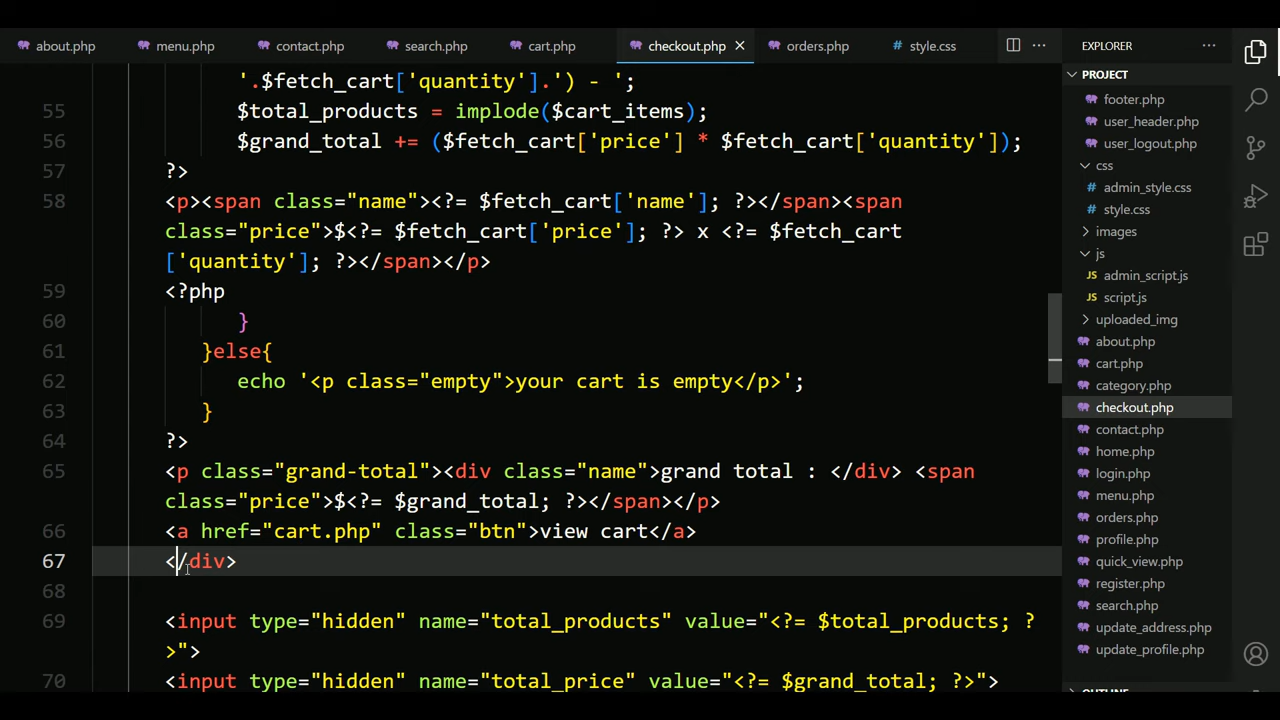 about.php menu.php contact.php search.php cart.php checkout.php × orders.php style.css ··· EXPLORER ···
PROJECT
footer.php
user_header.php
user_logout.php
css
admin_style.css
style.css
images
js
JS admin_script.js
JS script.js
uploaded_img
about.php
cart.php
category.php
checkout.php
contact.php
home.php
login.php
menu.php
orders.php
profile.php
quick_view.php
register.php
search.php
update_address.php
update_profile.php
OUTLINE
'.$fetch_cart['quantity'].') - ';
55 $total_products = implode($cart_items);
56 $grand_total += ($fetch_cart['price'] * $fetch_cart['quantity']);
57 ?>
58 <p><span class="name"><?= $fetch_cart['name']; ?></span><span
class="price">$<?= $fetch_cart['price']; ?> x <?= $fetch_cart
['quantity']; ?></span></p>
59 <?php
60 }
61 }else{
62 echo '<p class="empty">your cart is empty</p>';
63 }
64 ?>
65 <p class="grand-total"><div class="name">grand total : </div> <span
class="price">$<?= $grand_total; ?></span></p>
66 <a href="cart.php" class="btn">view cart</a>
67 </div>
68
69 <input type="hidden" name="total_products" value="<?= $total_products; ?
>">
70 <input type="hidden" name="total_price" value="<?= $grand_total; ?>">